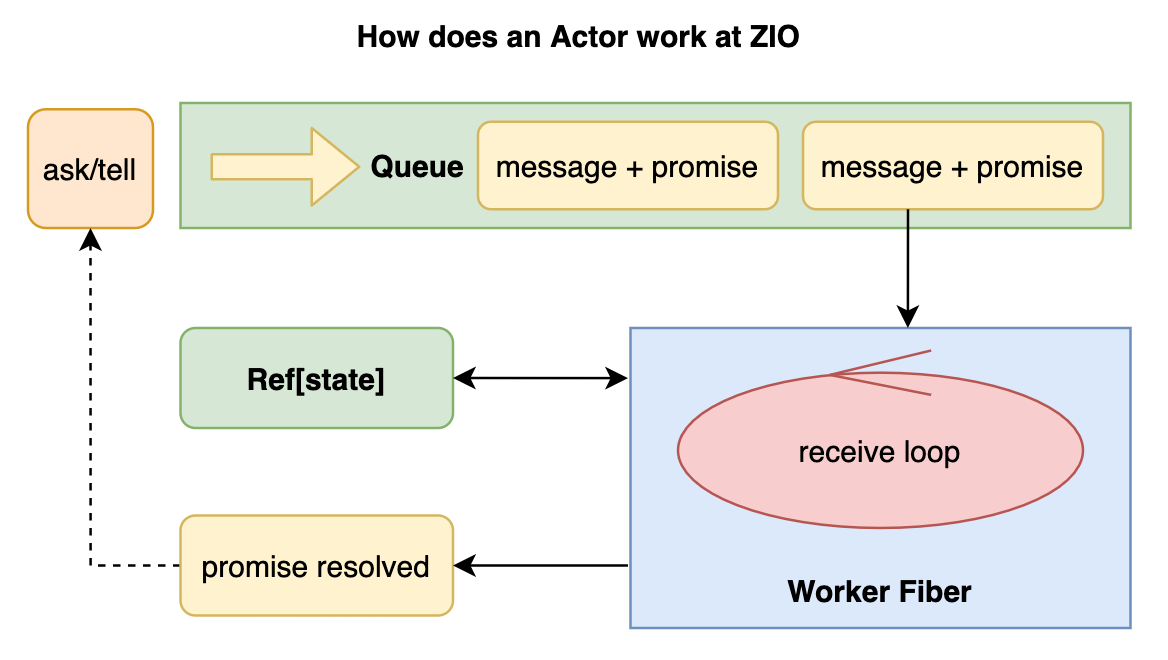 How does an Actor work at ZIO
ask/tell
Queue
message + promise
message + promise
Ref[state]
receive loop
promise resolved
Worker Fiber